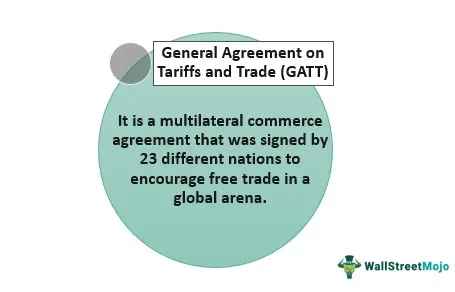 General Agreement on
Tariffs and Trade (GATT)
It is a multilateral commerce
agreement that was signed by
23 different nations to
encourage free trade in a
global arena.
WallStreetMojo